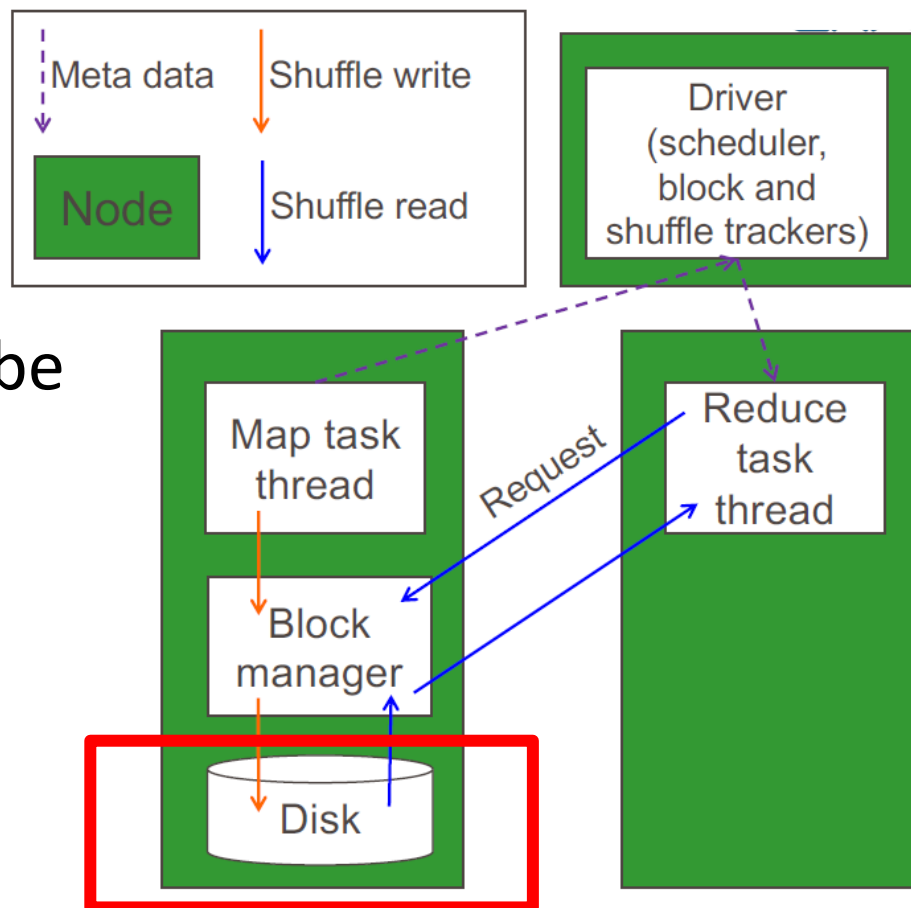 Meta data
Shuffle write
Node
Shuffle read
Driver
(scheduler,
block and
shuffle trackers)
be
Map task
thread
Request
Reduce
task
thread
Block
manager
Disk